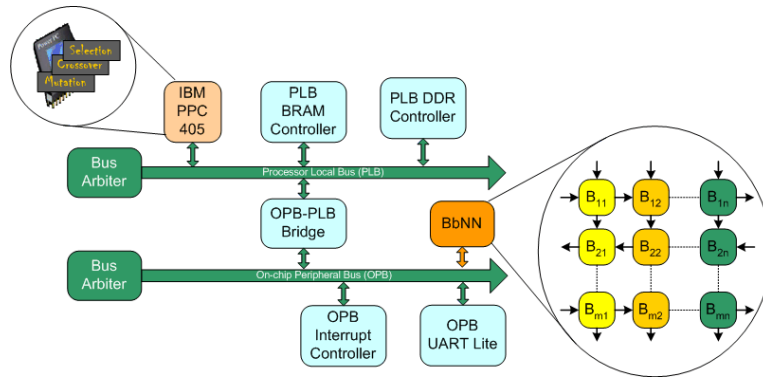 Power PC
Selection
Crossover
Mutation
IBM
PPC
405
PLB
BRAM
Controller
PLB DDR
Controller
Bus
Arbiter
Processor Local Bus (PLB)
OPB-PLB
Bridge
BbNN
Bus
Arbiter
On-chip Peripheral Bus (OPB)
OPB
Interrupt
Controller
OPB
UART Lite
B11
B12
B1n
B21
B22
B2n
Bm1
Bm2
Bmn